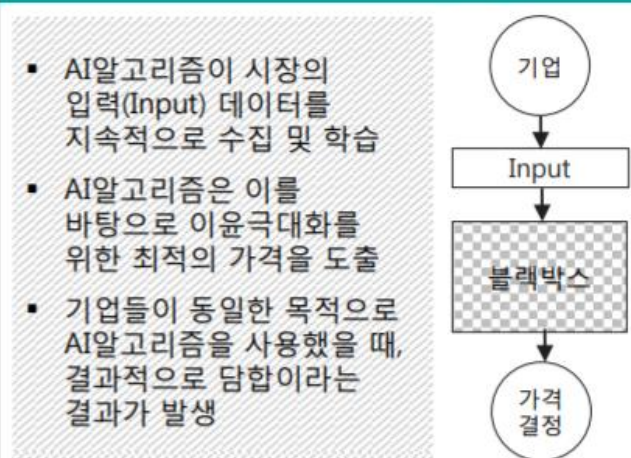 ▪ AI알고리즘이 시장의
입력(Input) 데이터를
지속적으로 수집 및 학습
▪ AI알고리즘은 이를
바탕으로 이윤극대화를
위한 최적의 가격을 도출
▪ 기업들이 동일한 목적으로
AI알고리즘을 사용했을 때,
결과적으로 담합이라는
결과가 발생
기업
Input
블래박스
가격
결정